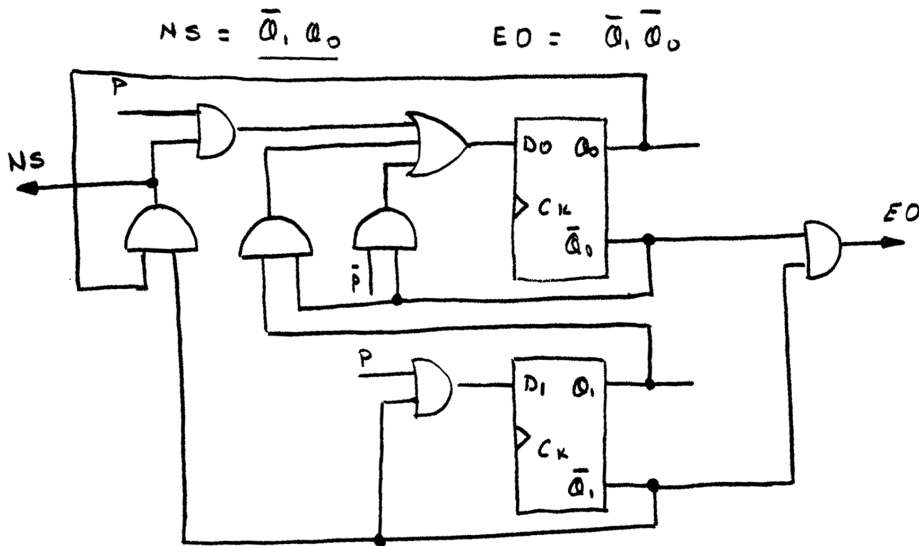 NS = Q̄₁ Q₀ EO = Q̄₁ Q̄₀
P
NS
D0 Q₀
CK
Q̄₀
EO
P̄
P
D₁ Q₁
CK
Q̄₁